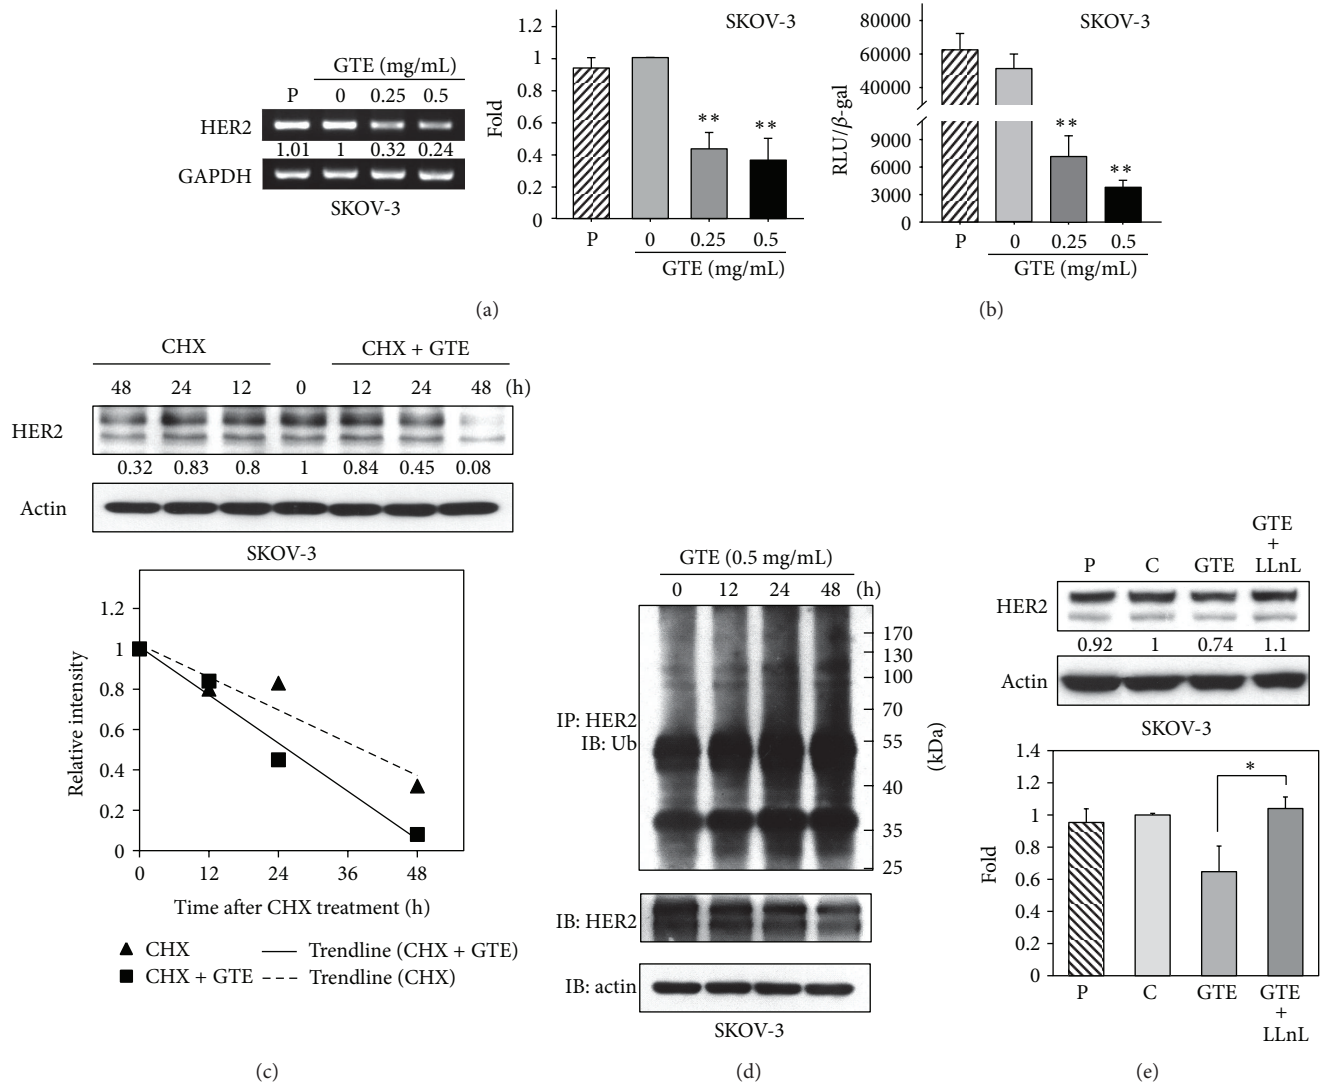 GTE (mg/mL)
P 0 0.25 0.5
HER2
1.01 1 0.32 0.24
GAPDH
SKOV-3
SKOV-3
Fold
1.2
1
0.8
0.6
0.4
0.2
0
** **
P 0 0.25 0.5
GTE (mg/mL)
(a)
SKOV-3
RLU/β-gal
80000
60000
40000
9000
6000
3000
0
**
**
P 0 0.25 0.5
GTE (mg/mL)
(b)
CHX CHX + GTE
48 24 12 0 12 24 48 (h)
HER2
0.32 0.83 0.8 1 0.84 0.45 0.08
Actin
SKOV-3
Relative intensity
1.2
1
0.8
0.6
0.4
0.2
0
0 12 24 36 48
Time after CHX treatment (h)
CHX
CHX + GTE
Trendline (CHX + GTE)
Trendline (CHX)
(c)
GTE (0.5 mg/mL)
0 12 24 48 (h)
IP: HER2
IB: Ub
170
130
100
70
55
40
35
25
(kDa)
IB: HER2
IB: actin
SKOV-3
(d)
P C GTE GTE
+
LLnL
HER2
0.92 1 0.74 1.1
Actin
SKOV-3
Fold
1.4
1.2
1
0.8
0.6
0.4
0.2
0
*
P C GTE GTE
+
LLnL
(e)